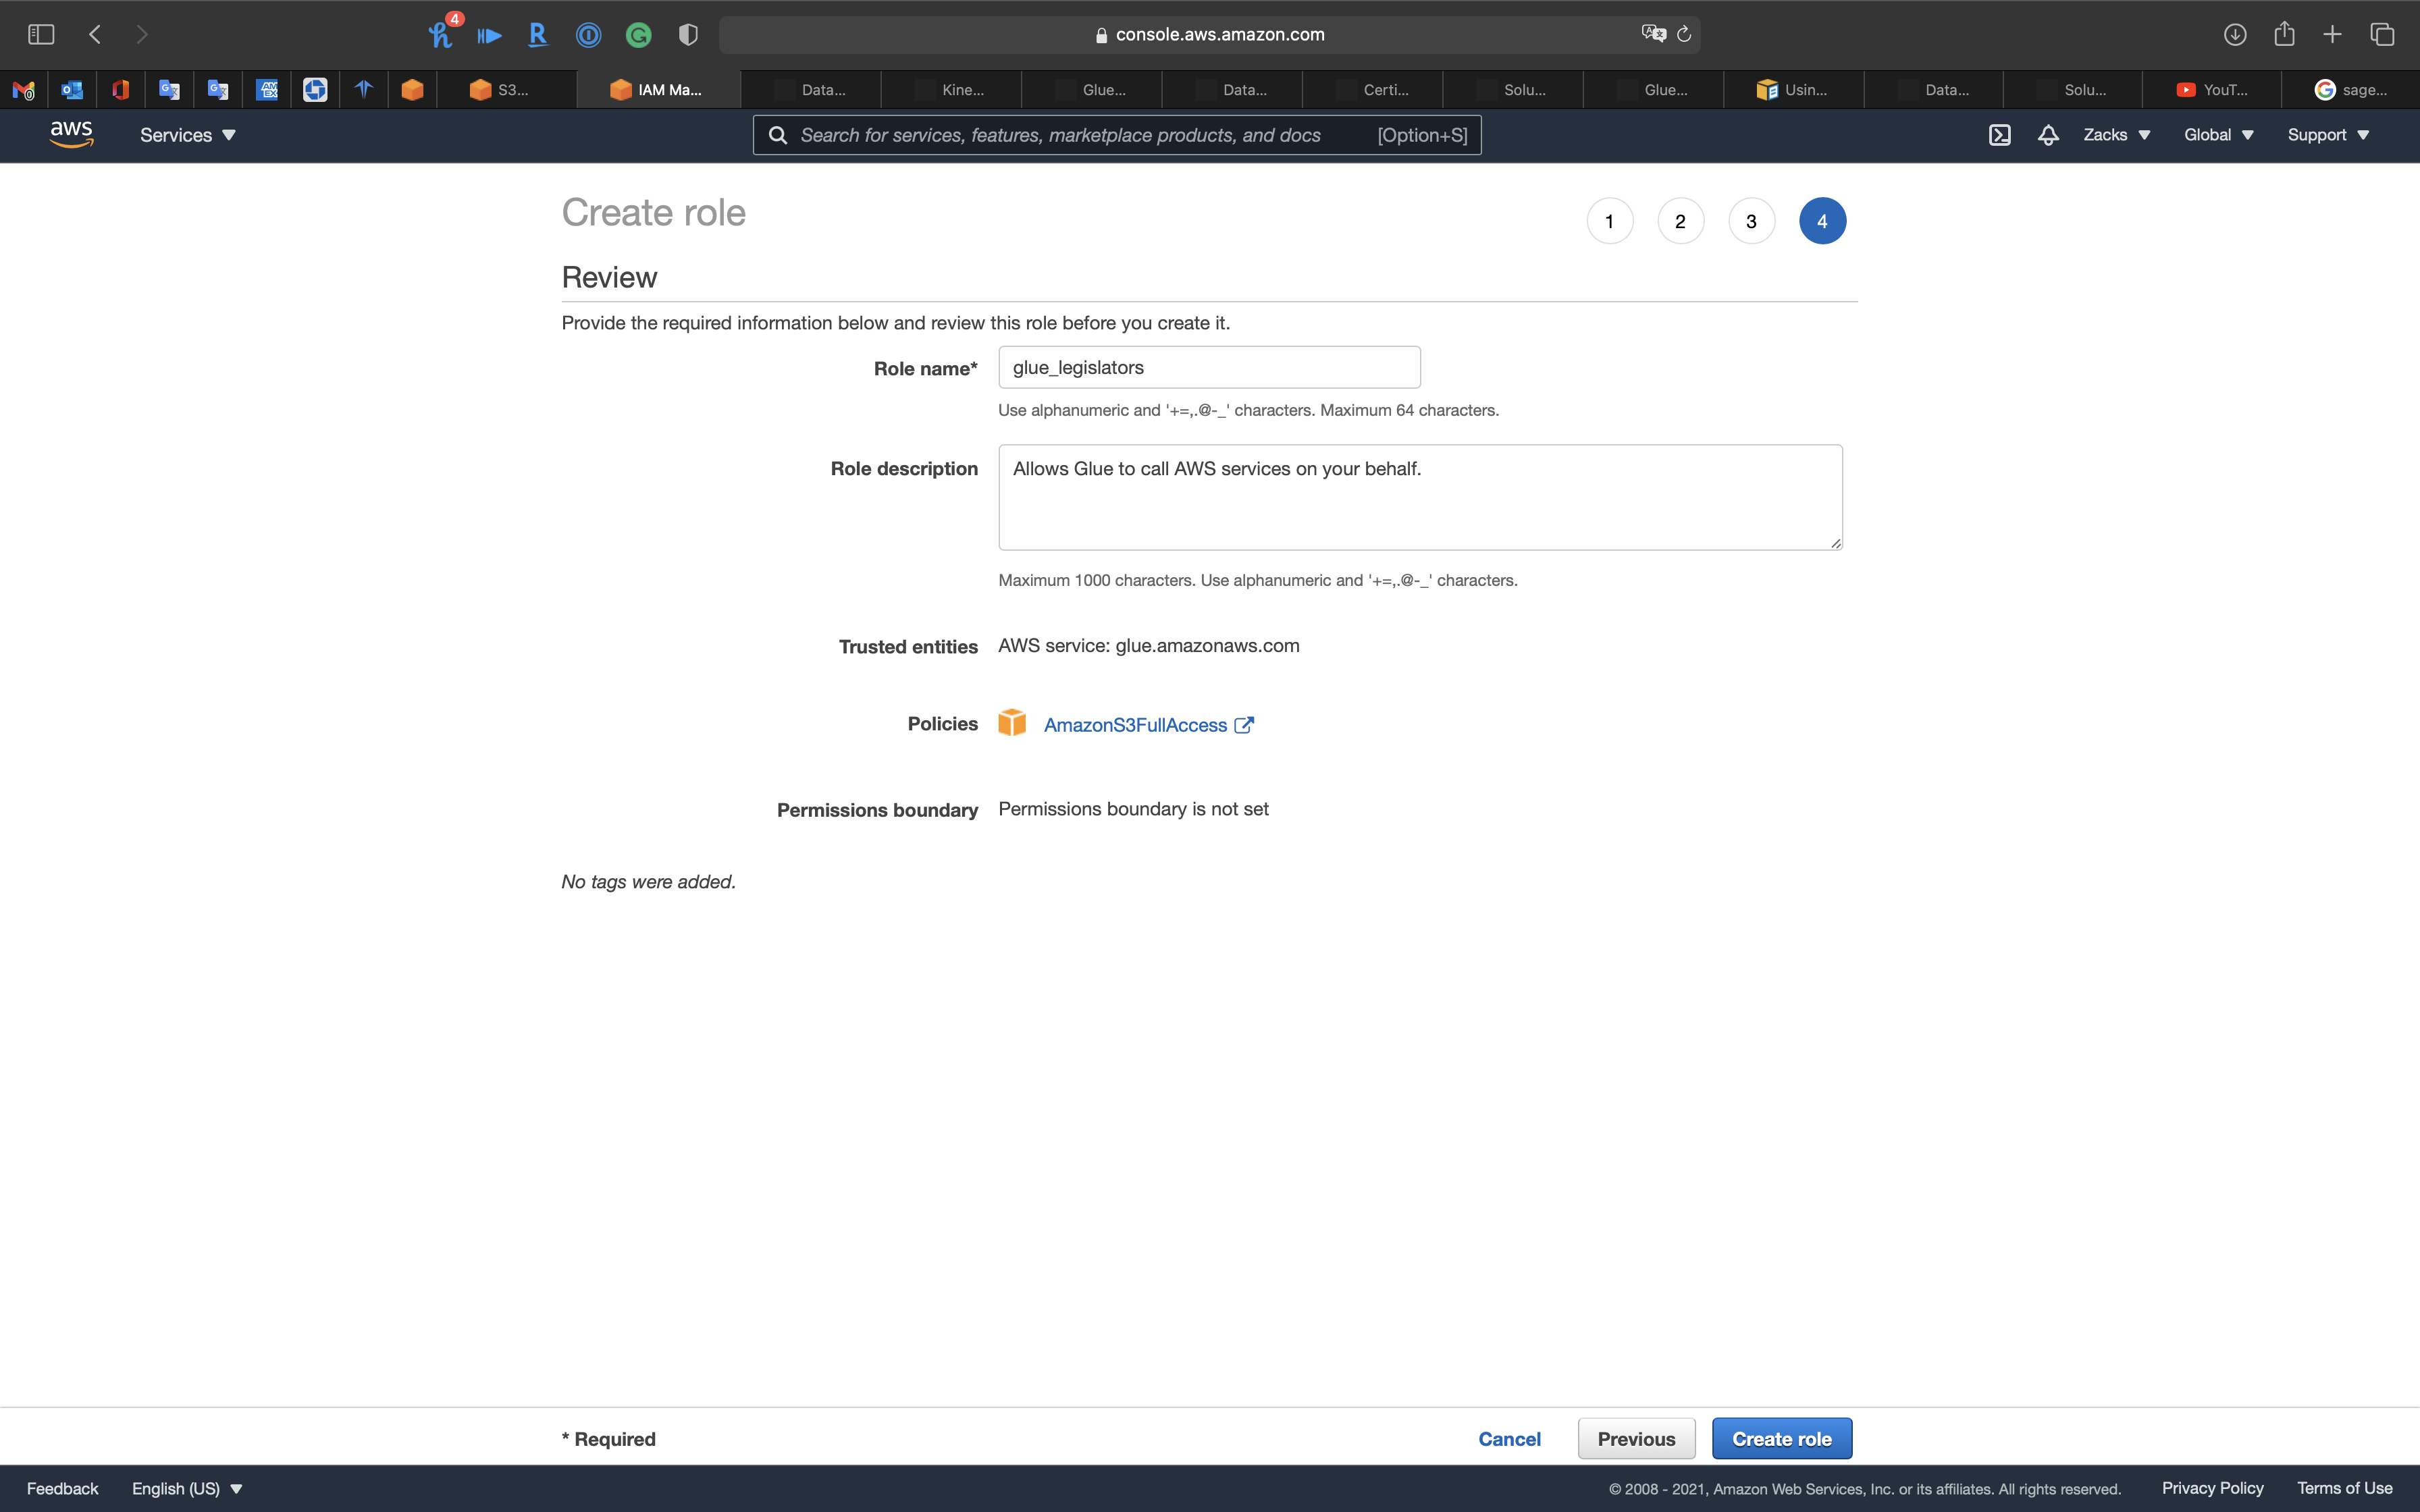 4
console.aws.amazon.com
S3...
IAM Ma...
Data...
Kine...
Glue...
Data...
Certi...
Solu...
Glue...
Usin...
Data...
Solu...
YouT...
sage...
aws
Services
Search for services, features, marketplace products, and docs [Option+S]
Zacks
Global
Support
Create role
1 2 3 4
Review
Provide the required information below and review this role before you create it.
Role name* glue_legislators
Use alphanumeric and '+=,.@-_' characters. Maximum 64 characters.
Role description Allows Glue to call AWS services on your behalf.
Maximum 1000 characters. Use alphanumeric and '+=,.@-_' characters.
Trusted entities AWS service: glue.amazonaws.com
Policies AmazonS3FullAccess
Permissions boundary Permissions boundary is not set
No tags were added.
* Required
Cancel
Previous
Create role
Feedback
English (US)
© 2008 - 2021, Amazon Web Services, Inc. or its affiliates. All rights reserved.
Privacy Policy
Terms of Use